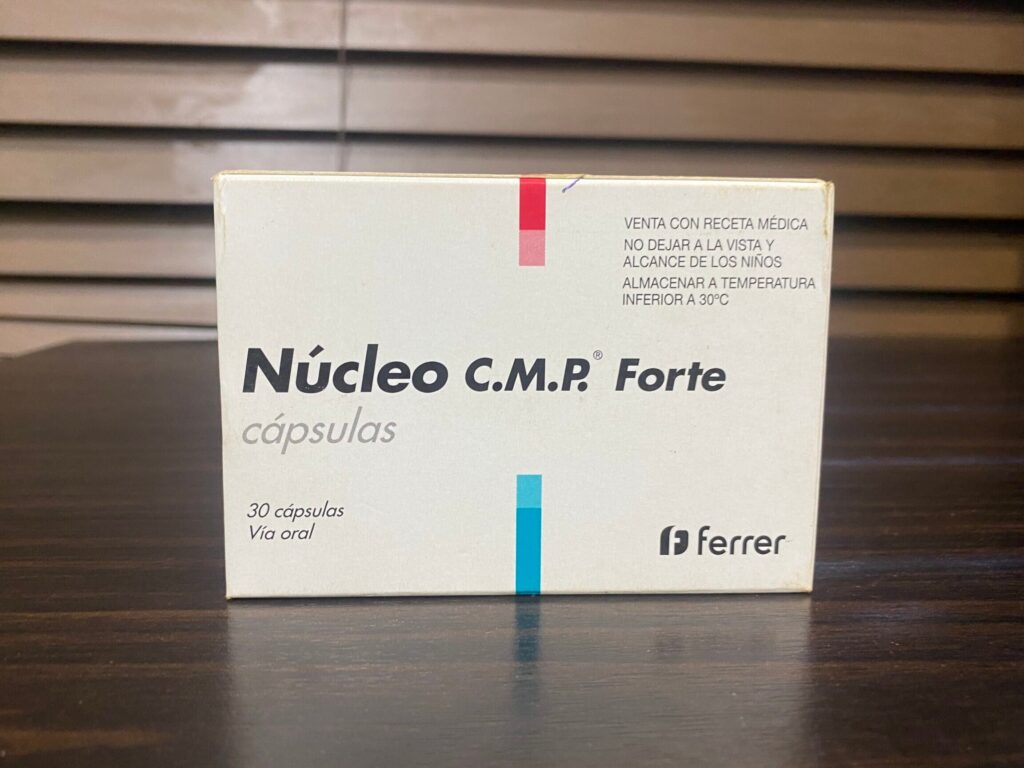 VENTA CON RECETA MÉDICA
NO DEJAR A LA VISTA Y
ALCANCE DE LOS NIÑOS
ALMACENAR A TEMPERATURA
INFERIOR A 30ºC
Núcleo C.M.P.® Forte
cápsulas
30 cápsulas
Vía oral
ferrer